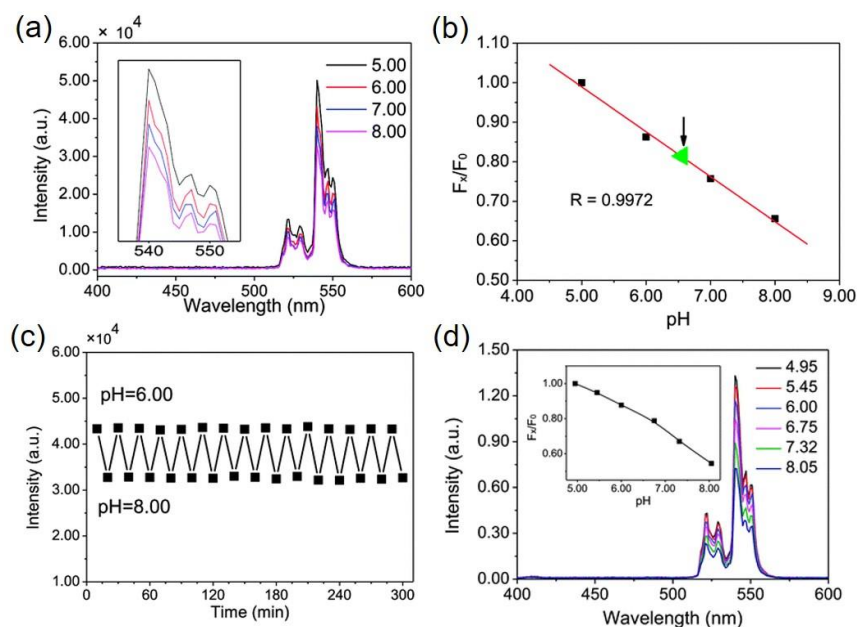 (a)
× 10⁴
6.00
5.00
4.00
3.00
2.00
1.00
0.00
Intensity (a.u.)
540 550
5.00
6.00
7.00
8.00
400 450 500 550 600
Wavelength (nm)
(b)
1.10
1.00
0.90
0.80
0.70
0.60
0.50
Fx/F0
R = 0.9972
4.00 5.00 6.00 7.00 8.00 9.00
pH
(c)
×10⁴
6.00
5.00
4.00
3.00
2.00
1.00
Intensity (a.u.)
pH=6.00
pH=8.00
0 60 120 180 240 300
Time (min)
(d)
1.50
1.20
0.90
0.60
0.30
0.00
Intensity (a.u.)
1.00
0.80
0.60
Fx/F0
5.00 6.00 7.00 8.00
pH
4.95
5.45
6.00
6.75
7.32
8.05
400 450 500 550 600
Wavelength (nm)